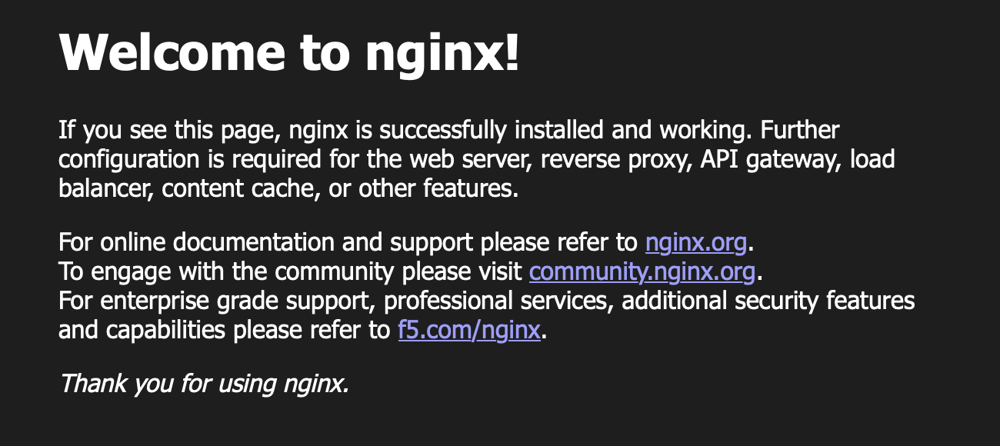 Welcome to nginx!
If you see this page, nginx is successfully installed and working. Further
configuration is required for the web server, reverse proxy, API gateway, load
balancer, content cache, or other features.
For online documentation and support please refer to nginx.org.
To engage with the community please visit community.nginx.org.
For enterprise grade support, professional services, additional security features
and capabilities please refer to f5.com/nginx.
Thank you for using nginx.